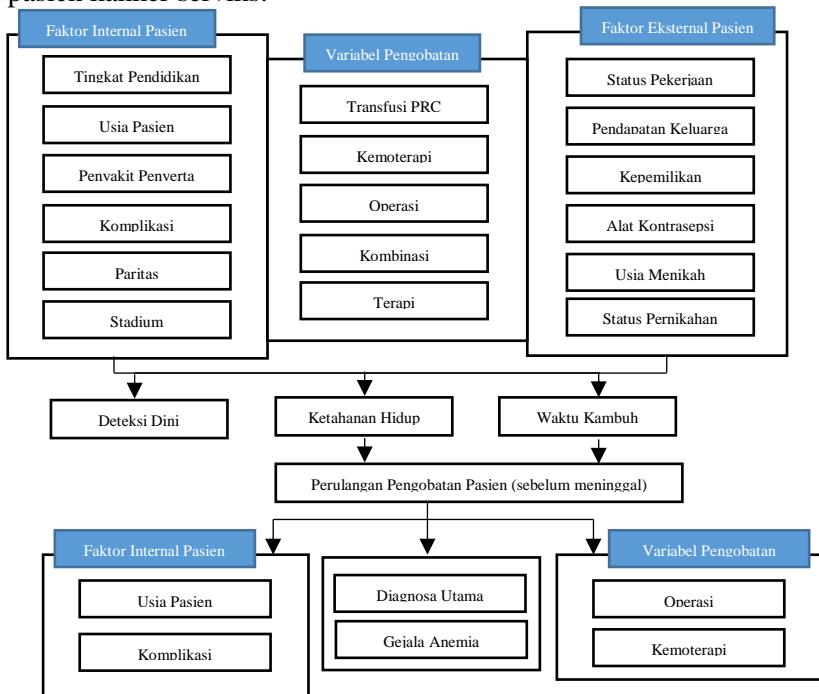 pasien kanker serviks.
Faktor Internal Pasien
Tingkat Pendidikan
Usia Pasien
Penyakit Penyerta
Komplikasi
Paritas
Stadium
Variabel Pengobatan
Transfusi PRC
Kemoterapi
Operasi
Kombinasi
Terapi
Faktor Eksternal Pasien
Status Pekerjaan
Pendapatan Keluarga
Kepemilikan
Alat Kontrasepsi
Usia Menikah
Status Pernikahan
Deteksi Dini
Ketahanan Hidup
Waktu Kambuh
Perulangan Pengobatan Pasien (sebelum meninggal)
Faktor Internal Pasien
Usia Pasien
Komplikasi
Diagnosa Utama
Gejala Anemia
Variabel Pengobatan
Operasi
Kemoterapi